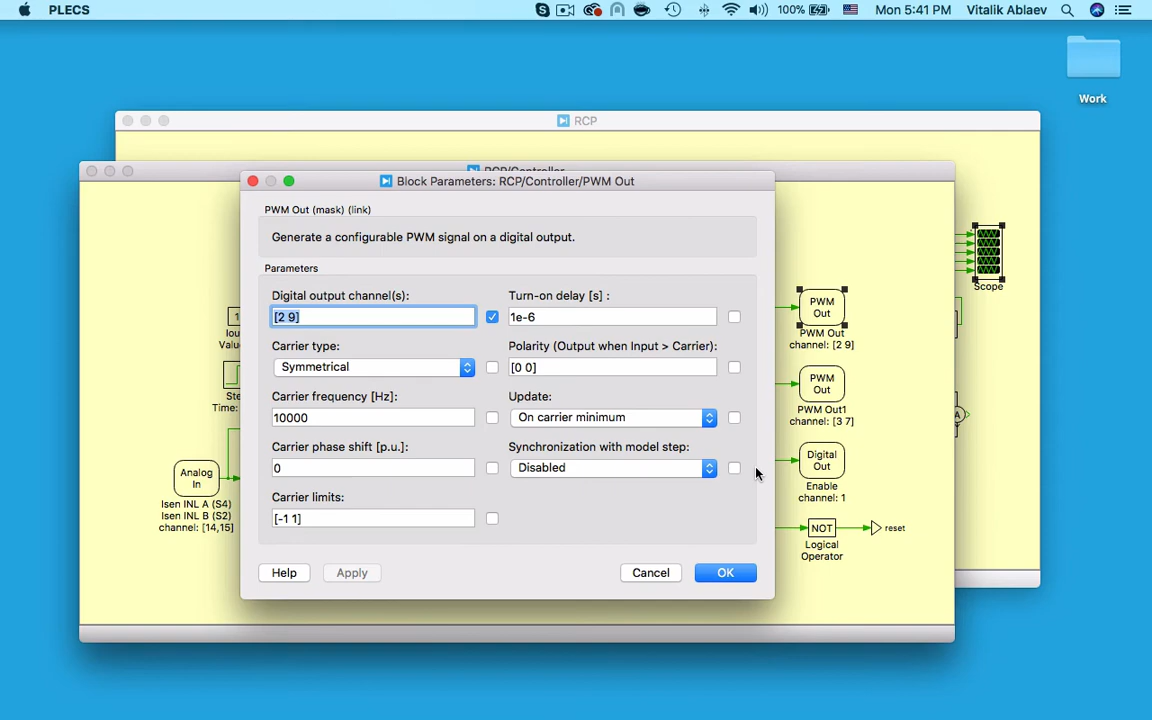 PLECS
100%
Mon 5:41 PM
Vitalik Ablaev
Work
RCP
RCP/Controller
Block Parameters: RCP/Controller/PWM Out
PWM Out (mask) (link)
Generate a configurable PWM signal on a digital output.
Parameters
Digital output channel(s):
Turn-on delay [s] :
[2 9]
1e-6
Carrier type:
Polarity (Output when Input > Carrier):
Symmetrical
[0 0]
Carrier frequency [Hz]:
Update:
10000
On carrier minimum
Carrier phase shift [p.u.]:
Synchronization with model step:
0
Disabled
Carrier limits:
[-1 1]
Help
Apply
Cancel
OK
Analog
In
Isen INL A (S4)
Isen INL B (S2)
channel: [14,15]
PWM
Out
PWM Out
channel: [2 9]
PWM
Out
PWM Out1
channel: [3 7]
Digital
Out
Enable
channel: 1
NOT
reset
Logical
Operator
Scope
A